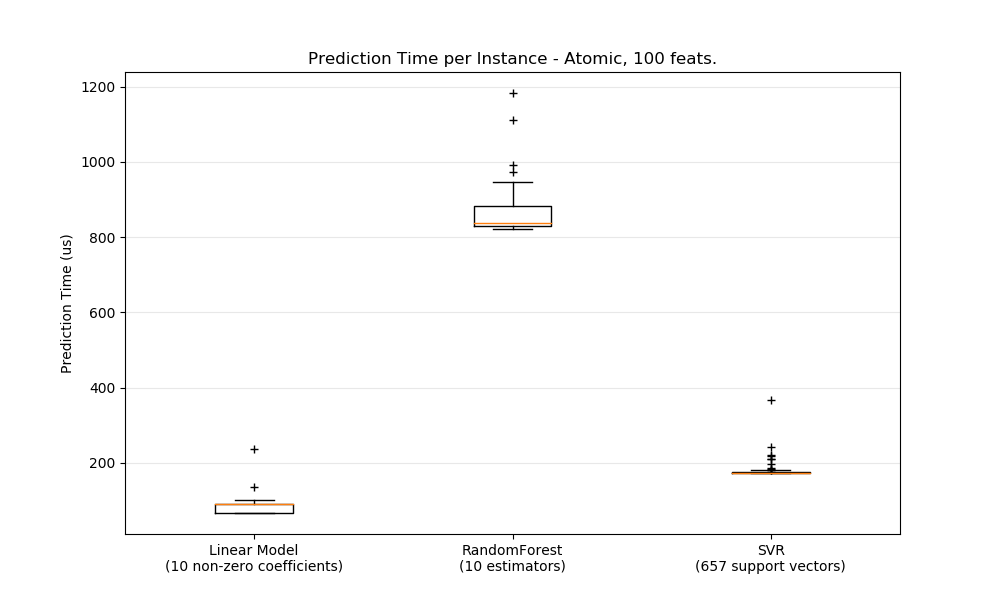 Prediction Time per Instance - Atomic, 100 feats.
1200
1000
800
600
400
200
Prediction Time (us)
Linear Model
(10 non-zero coefficients)
RandomForest
(10 estimators)
SVR
(657 support vectors)